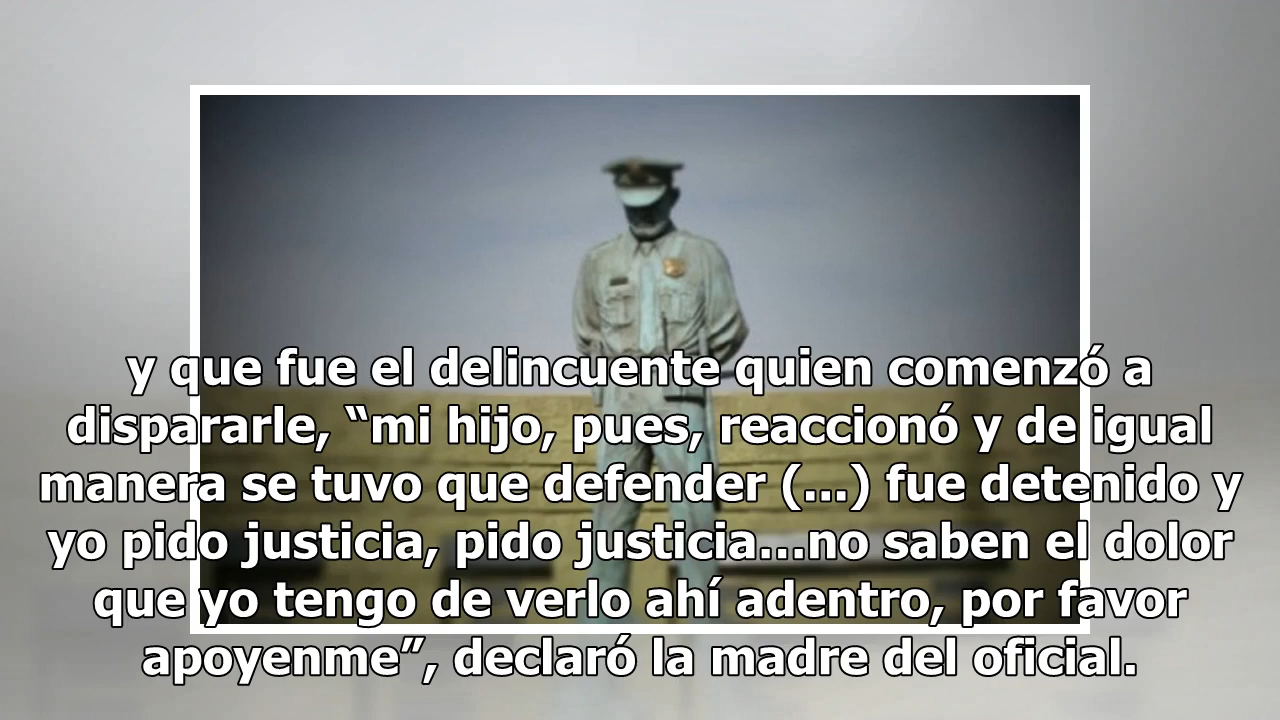 y que fue el delincuente quien comenzó a
dispararle, “mi hijo, pues, reaccionó y de igual
manera se tuvo que defender (...) fue detenido y
yo pido justicia, pido justicia...no saben el dolor
que yo tengo de verlo ahí adentro, por favor
apoyenme”, declaró la madre del oficial.